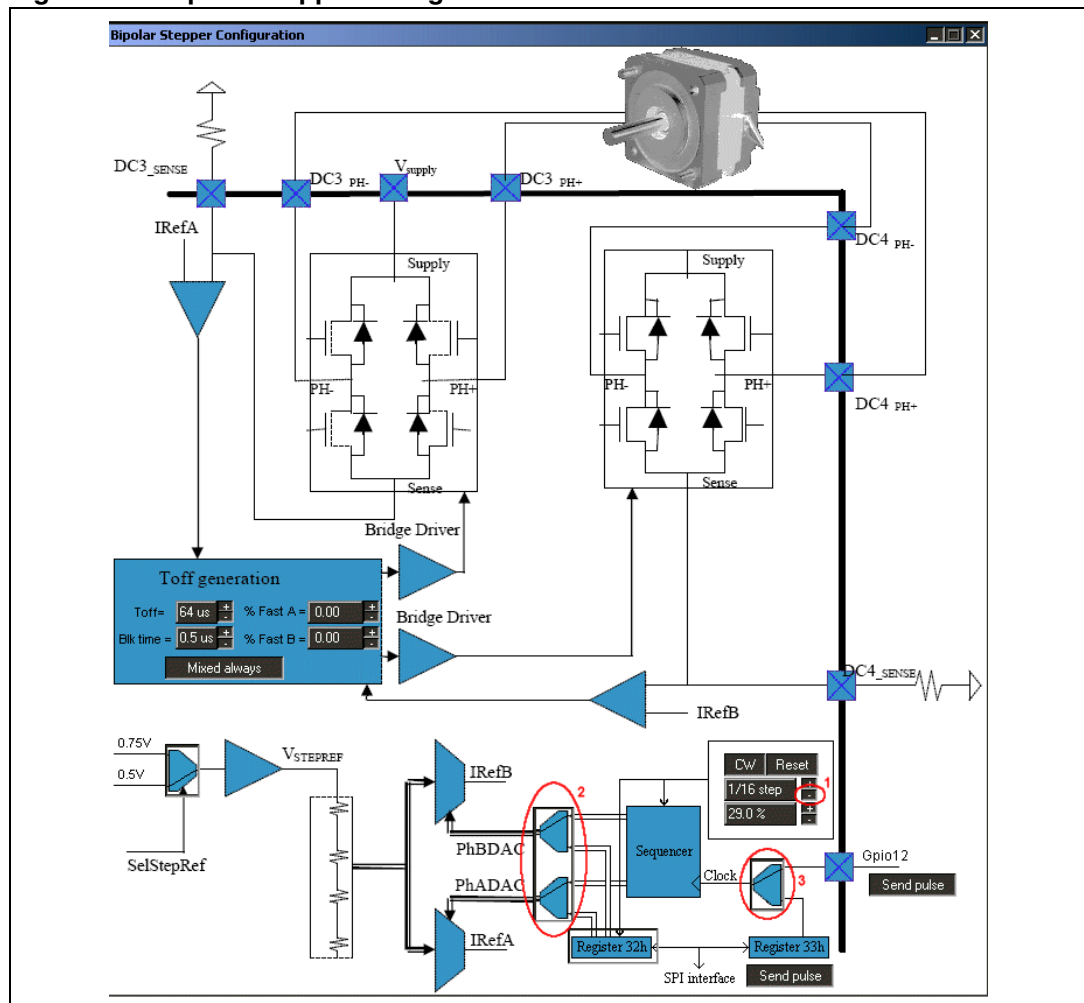 Bipolar Stepper Configuration
DC3_SENSE
DC3 PH-
Vsupply
DC3 PH+
IRefA
DC4 PH-
Supply
Supply
PH-
PH+
PH-
PH+
DC4 PH+
Sense
Sense
Bridge Driver
Toff generation
Toff= 64 us + - % Fast A = 0.00 + -
Blk time = 0.5 us + - % Fast B = 0.00 + -
Mixed always
Bridge Driver
DC4_SENSE
IRefB
0.75V
0.5V
VSTEPREF
SelStepRef
IRefB
PhBDAC
PhADAC
IRefA
2
CW Reset
1/16 step + - 1
29.0 % + -
Sequencer
Clock
3
Gpio12
Send pulse
Register 32h
Register 33h
SPI interface
Send pulse